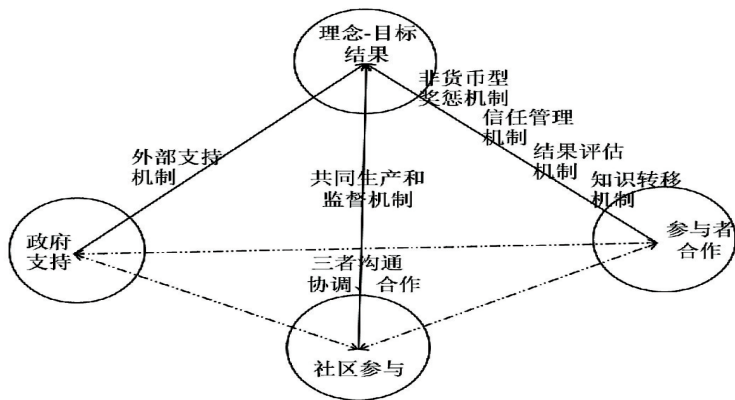 理念-目标
结果
非货币型
奖惩机制
信任管理
机制
外部支持
机制
结果评估
机制
共同生产和
监督机制
知识转移
机制
政府
支持
参与者
合作
三者沟通
协调、合作
社区参与